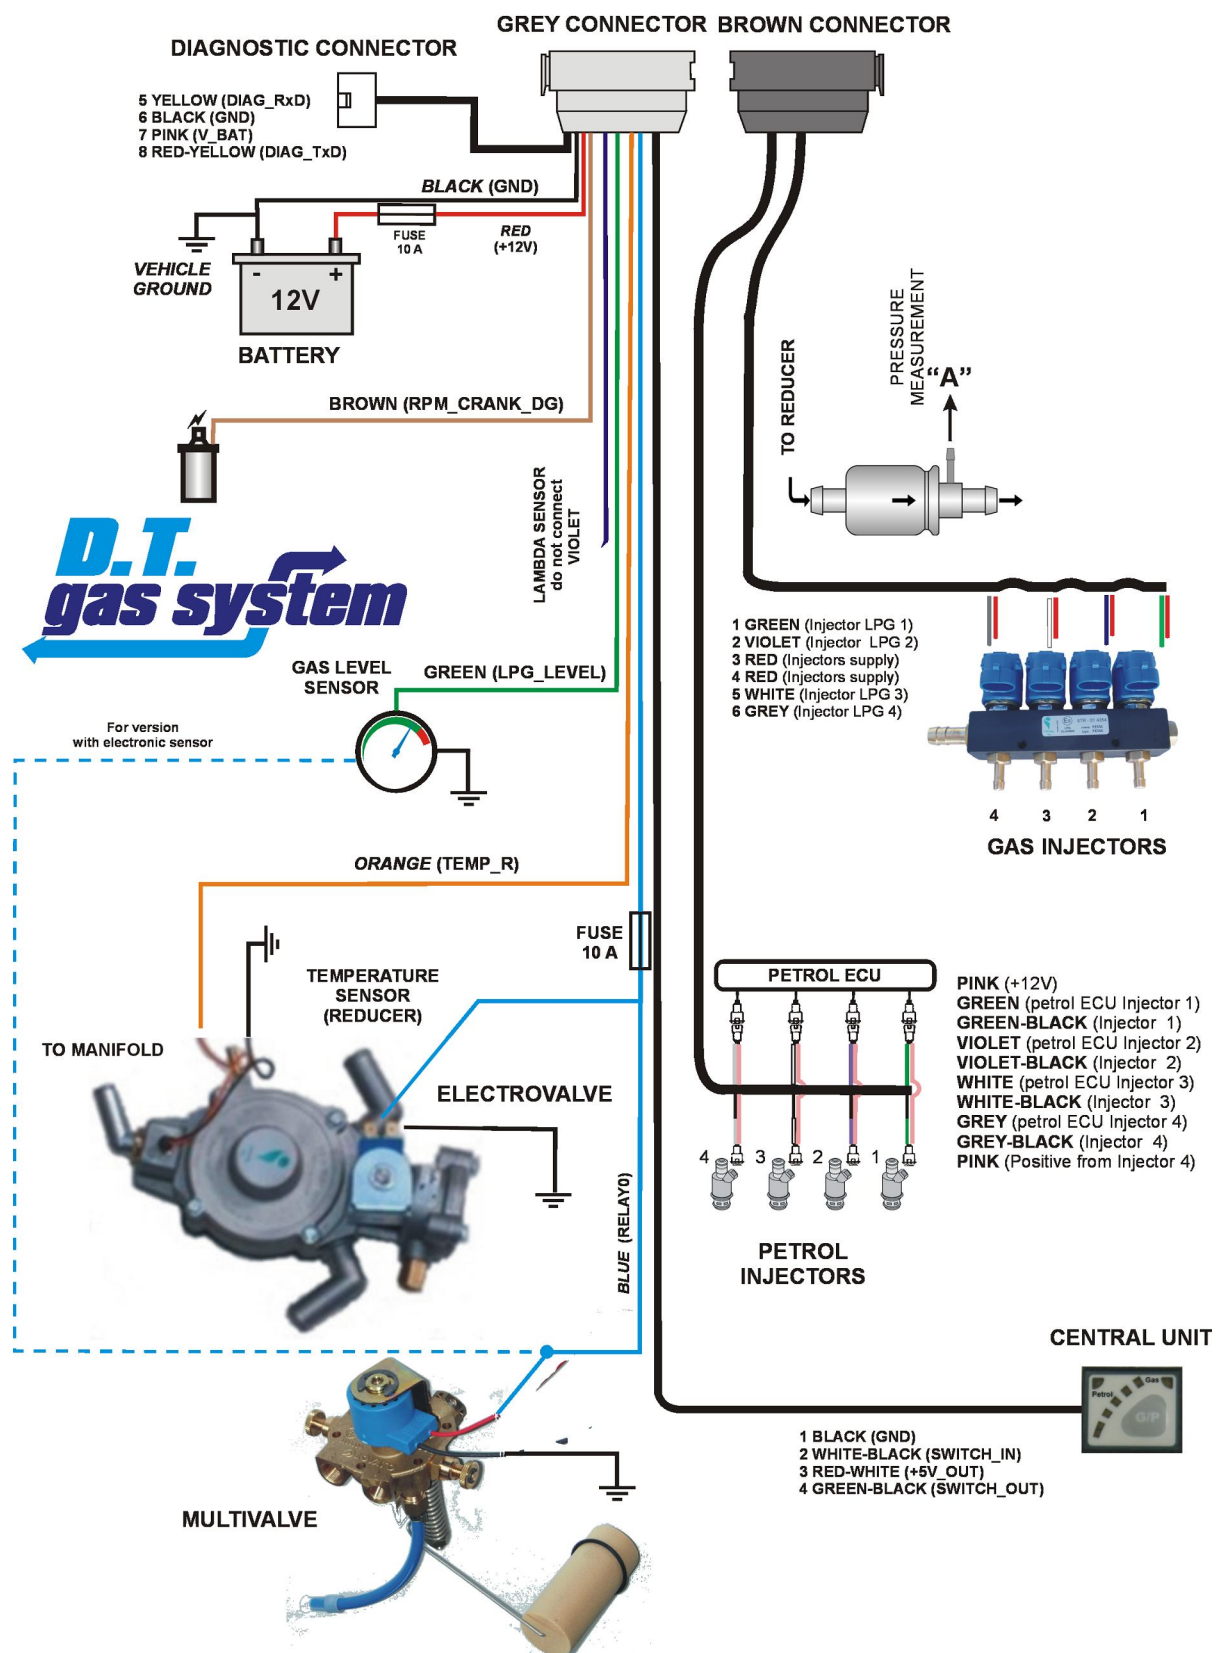 GREY CONNECTOR
BROWN CONNECTOR
DIAGNOSTIC CONNECTOR
5 YELLOW (DIAG_RxD)
6 BLACK (GND)
7 PINK (V_BAT)
8 RED-YELLOW (DIAG_TxD)
BLACK (GND)
FUSE
10 A
RED
(+12V)
VEHICLE
GROUND
- +
12V
BATTERY
BROWN (RPM_CRANK_DG)
LAMBDA SENSOR
do not connect
VIOLET
TO REDUCER
PRESSURE
MEASUREMENT
"A"
D.T.
gas system
1 GREEN (Injector LPG 1)
2 VIOLET (Injector LPG 2)
3 RED (Injectors supply)
4 RED (Injectors supply)
5 WHITE (Injector LPG 3)
6 GREY (Injector LPG 4)
4 3 2 1
GAS INJECTORS
GAS LEVEL
SENSOR
GREEN (LPG_LEVEL)
For version
with electronic sensor
ORANGE (TEMP_R)
FUSE
10 A
TEMPERATURE
SENSOR
(REDUCER)
TO MANIFOLD
ELECTROVALVE
BLUE (RELAY0)
PETROL ECU
PINK (+12V)
GREEN (petrol ECU Injector 1)
GREEN-BLACK (Injector 1)
VIOLET (petrol ECU Injector 2)
VIOLET-BLACK (Injector 2)
WHITE (petrol ECU Injector 3)
WHITE-BLACK (Injector 3)
GREY (petrol ECU Injector 4)
GREY-BLACK (Injector 4)
PINK (Positive from Injector 4)
4 3 2 1
PETROL
INJECTORS
CENTRAL UNIT
Petrol
Gas
G/P
1 BLACK (GND)
2 WHITE-BLACK (SWITCH_IN)
3 RED-WHITE (+5V_OUT)
4 GREEN-BLACK (SWITCH_OUT)
MULTIVALVE